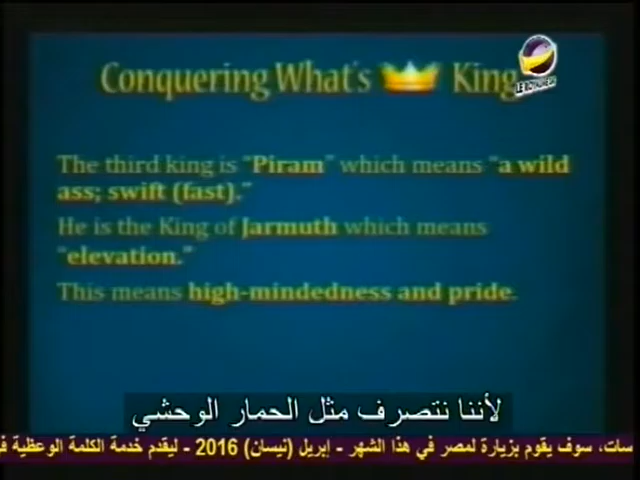 Conquering What's King
The third king is "Piram" which means "a wild
ass; swift (fast)."
He is the King of Jarmuth which means
"elevation."
This means high-mindedness and pride.
لأننا نتصرف مثل الحمار الوحشي
سات، سوف يقوم بزيارة لمصر في هذا الشهر - إبريل (نيسان) 2016 - ليقدم خدمة الكلمة الوعظية